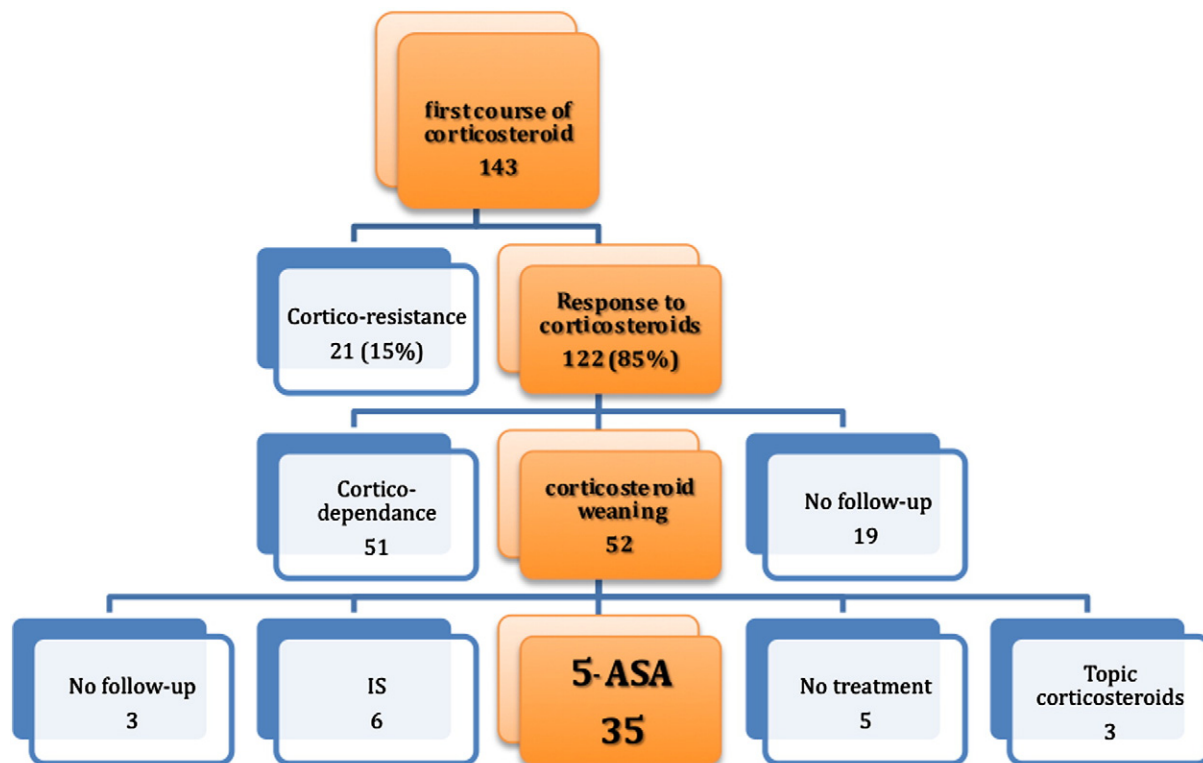 first course of
corticosteroid
143
Cortico-resistance
21 (15%)
Response to
corticosteroids
122 (85%)
Cortico-
dependance
51
corticosteroid
weaning
52
No follow-up
19
No follow-up
3
IS
6
5- ASA
35
No treatment
5
Topic
corticosteroids
3